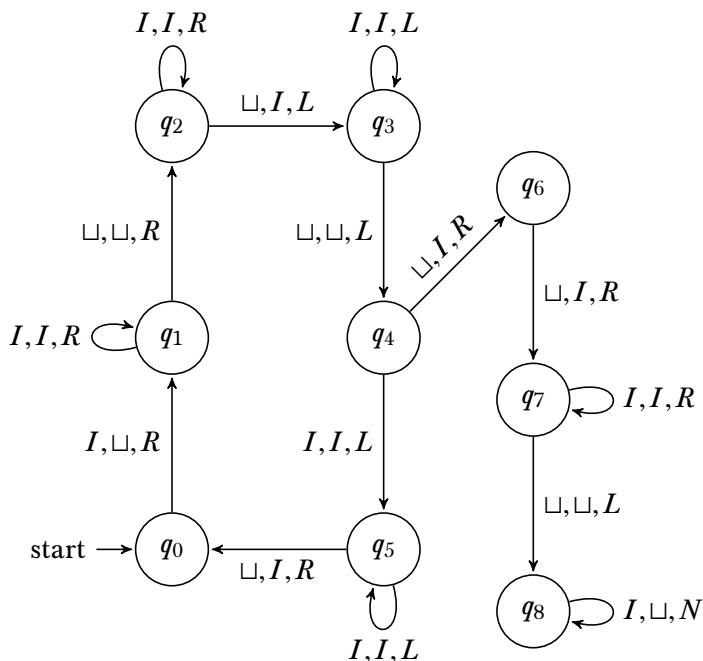 I, I, R
I, I, L
q2
⊔, I, L
q3
q6
⊔, ⊔, R
⊔, ⊔, L
⊔, I, R
⊔, I, R
I, I, R
q1
q4
q7
I, I, R
I, ⊔, R
I, I, L
⊔, ⊔, L
start
q0
⊔, I, R
q5
q8
I, ⊔, N
I, I, L